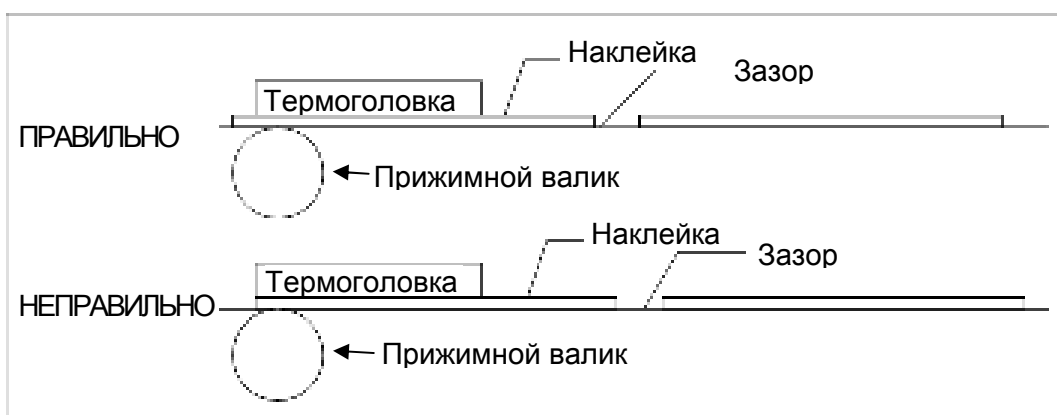 Наклейка
Зазор
Термоголовка
ПРАВИЛЬНО
Прижимной валик
Наклейка
Зазор
Термоголовка
НЕПРАВИЛЬНО
Прижимной валик